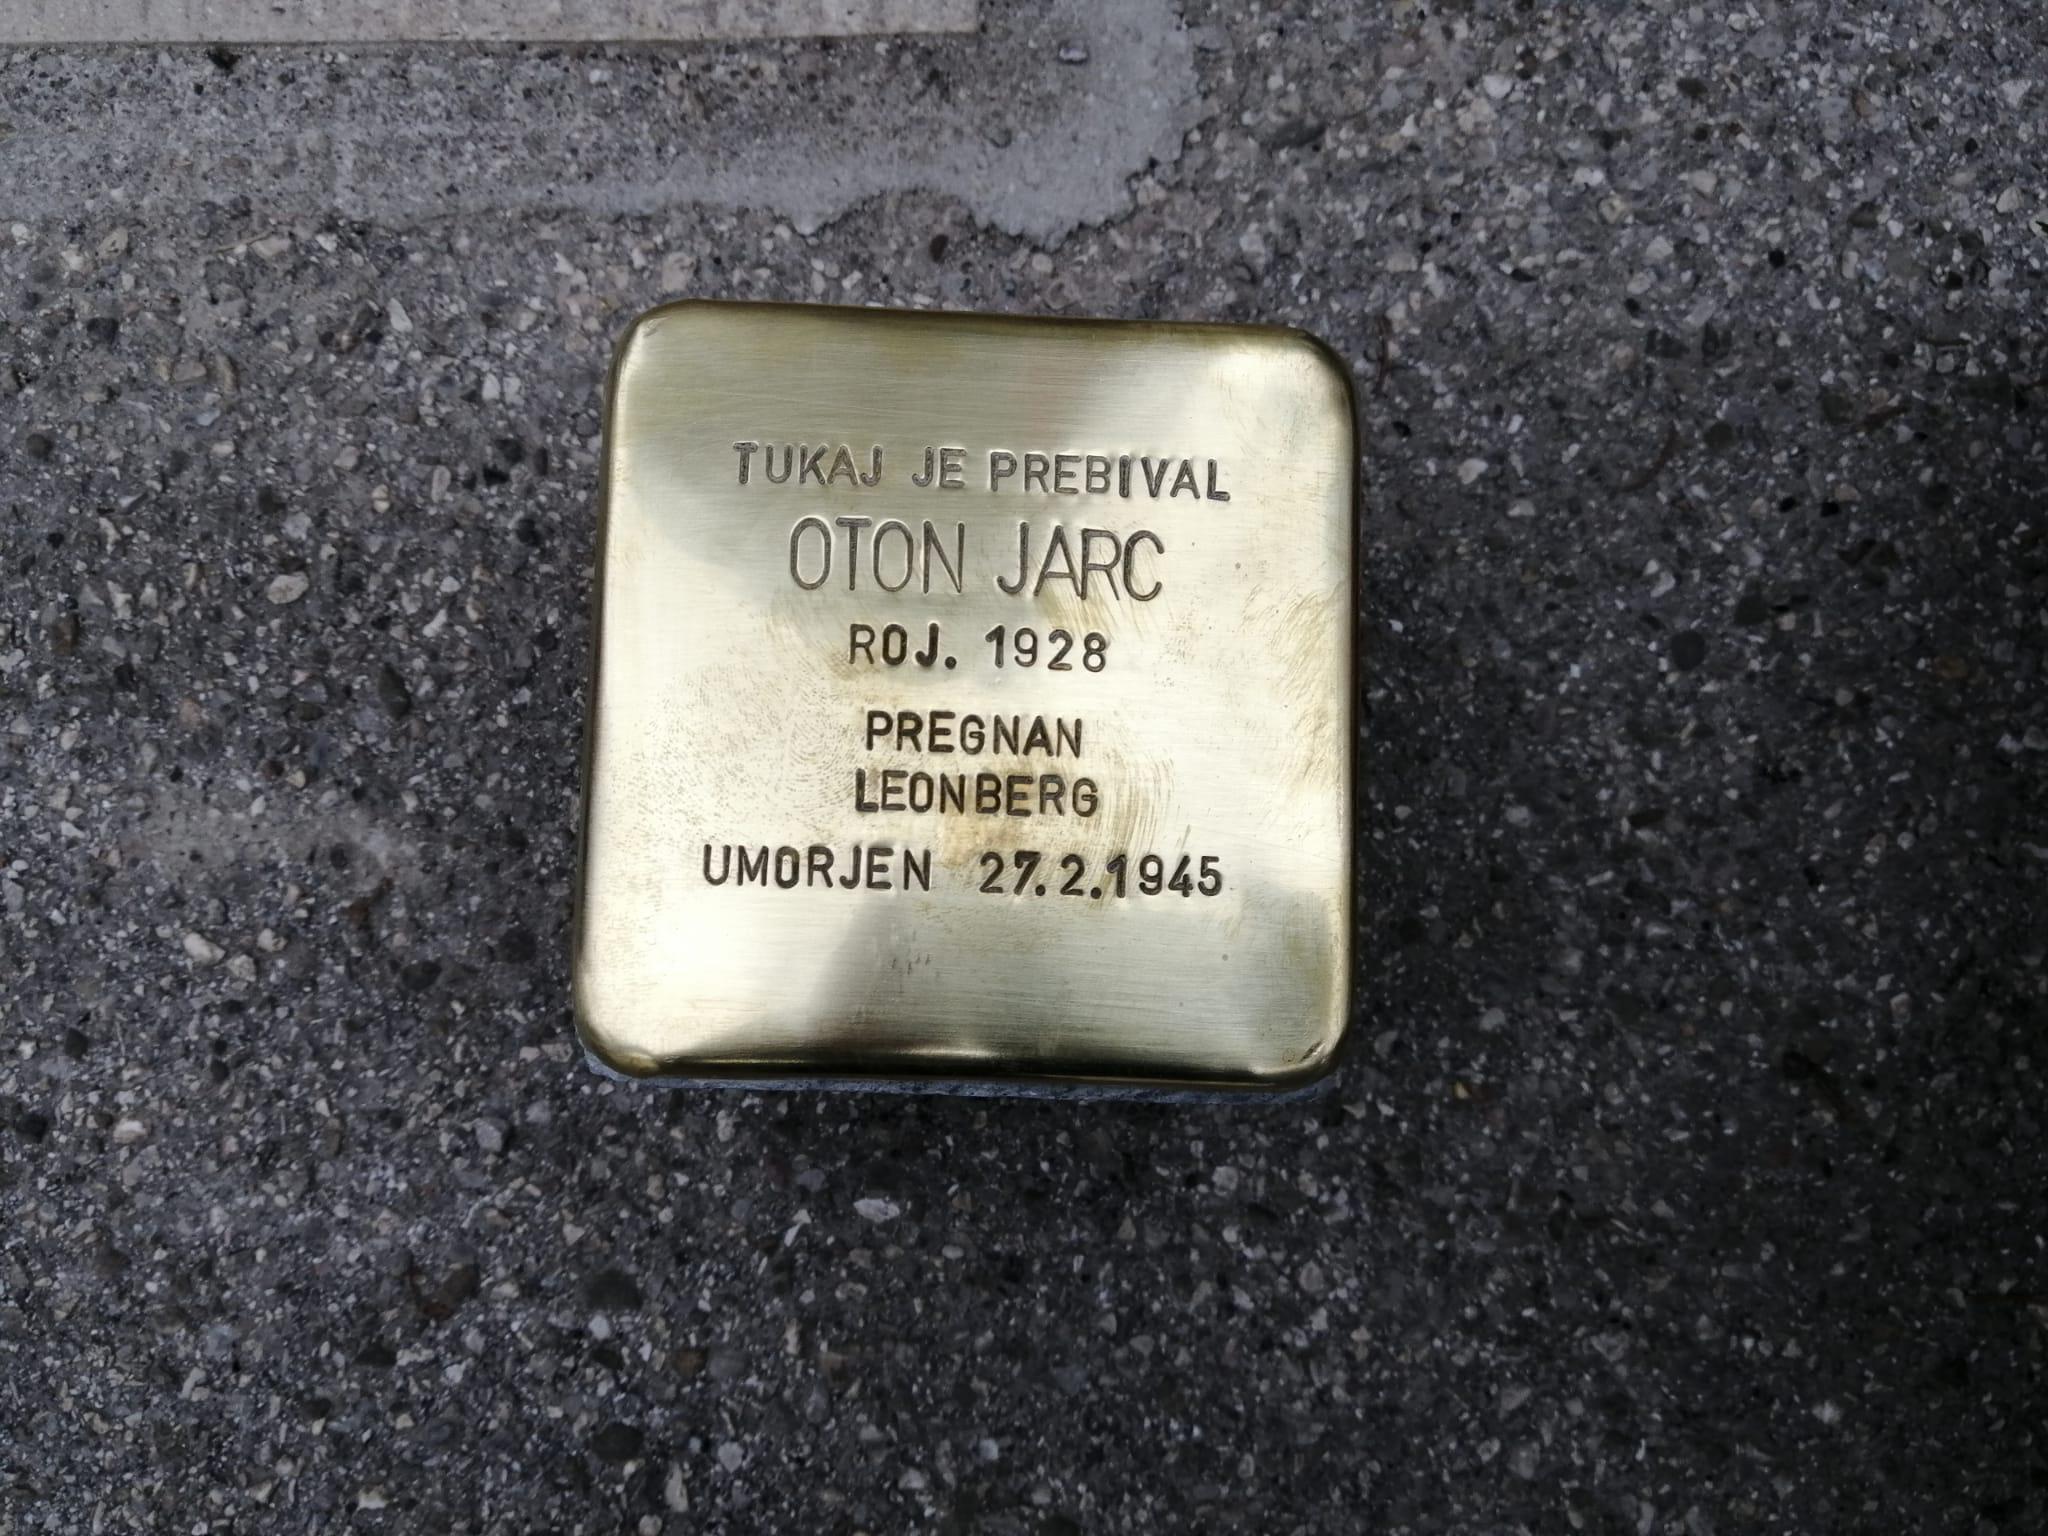 TUKAJ JE PREBIVAL
OTON JARC
ROJ. 1928
PREGNAN
LEONBERG
UMORJEN 27.2.1945